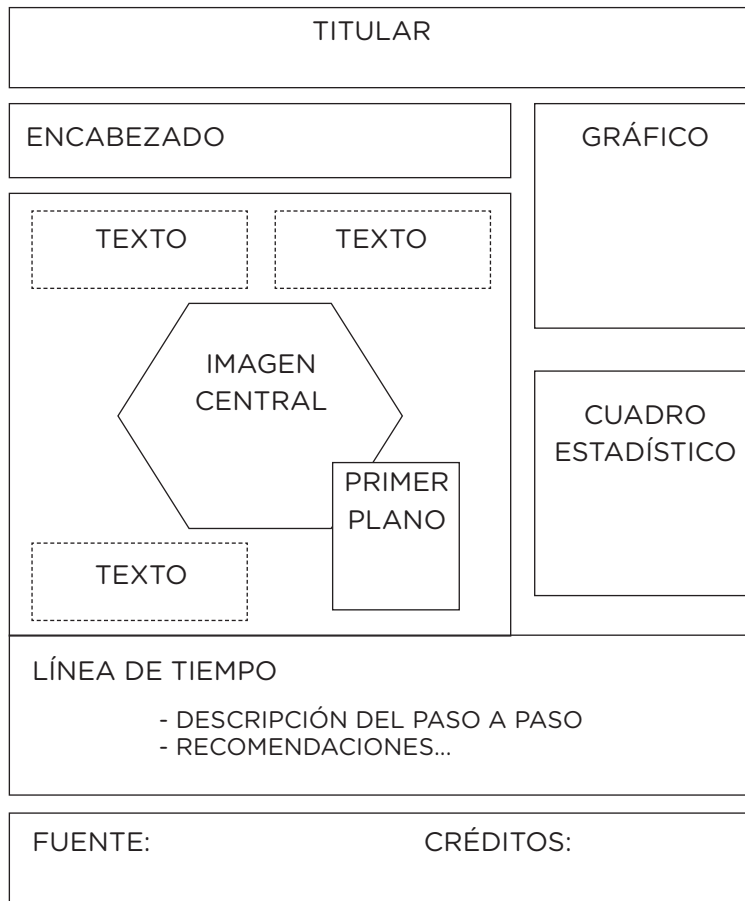 TITULAR
ENCABEZADO
GRÁFICO
TEXTO
TEXTO
IMAGEN
CENTRAL
PRIMER
PLANO
TEXTO
CUADRO
ESTADÍSTICO
LÍNEA DE TIEMPO
- DESCRIPCIÓN DEL PASO A PASO
- RECOMENDACIONES...
FUENTE:
CRÉDITOS: